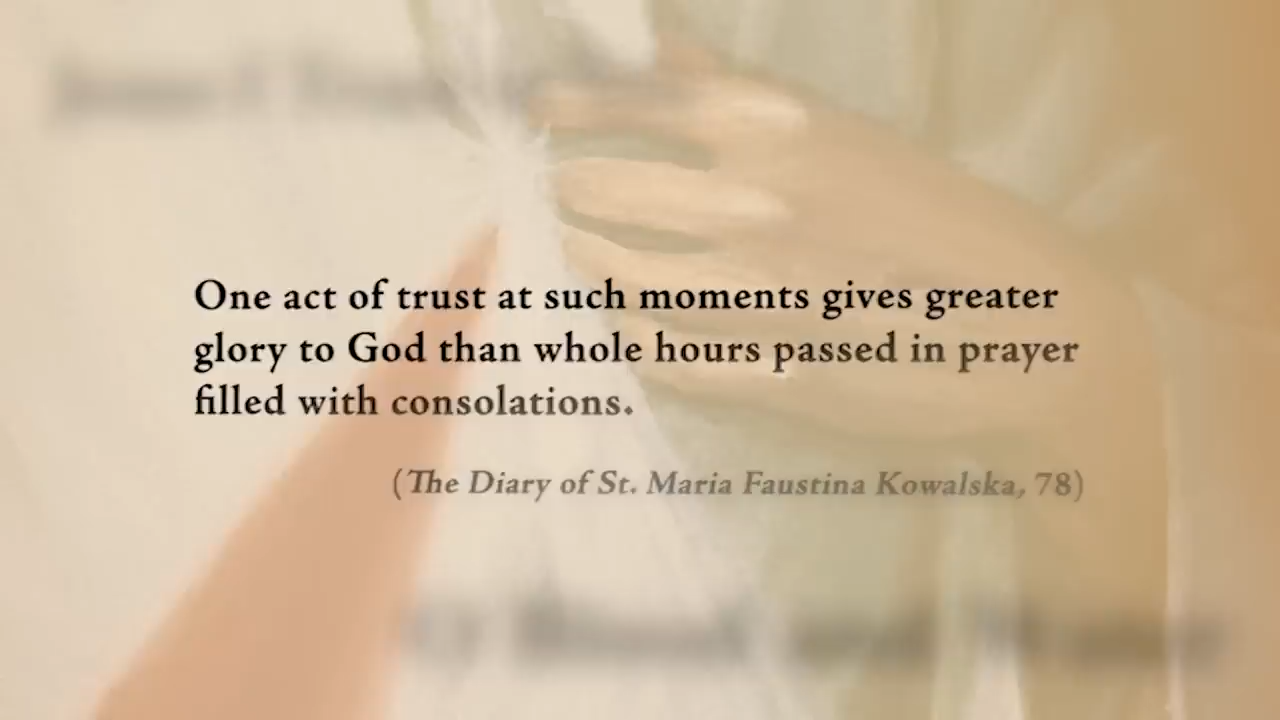 One act of trust at such moments gives greater
glory to God than whole hours passed in prayer
filled with consolations.
(The Diary of St. Maria Faustina Kowalska, 78)